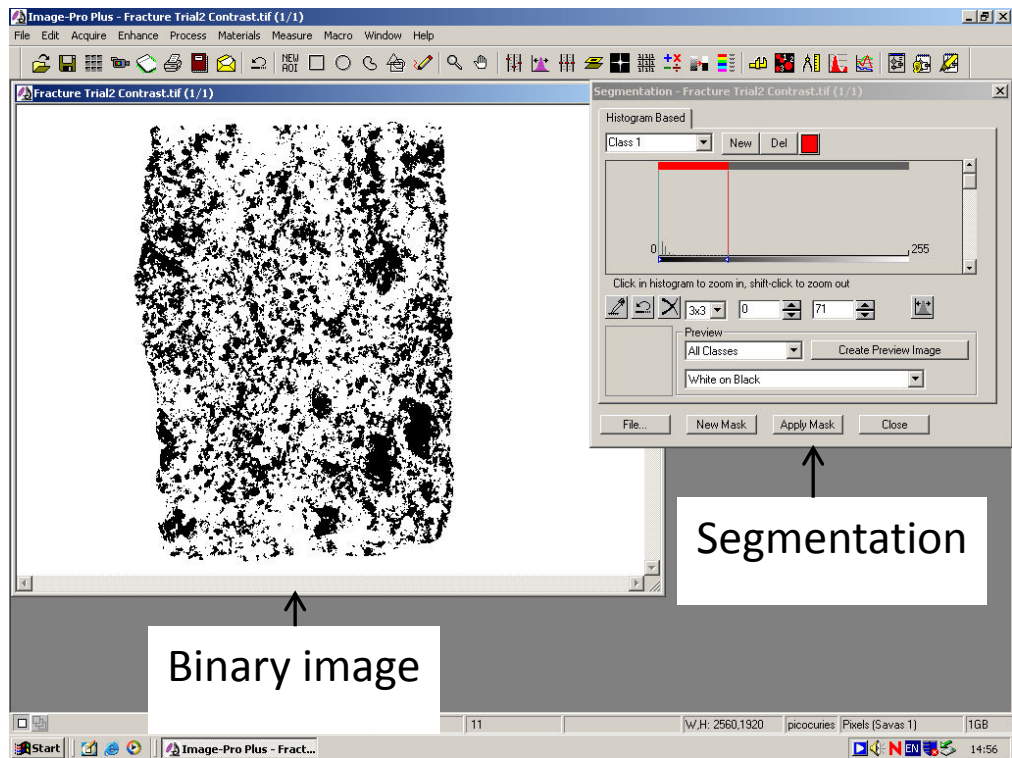 Image-Pro Plus - Fracture Trial2 Contrast.tif (1/1)
File Edit Acquire Enhance Process Materials Measure Macro Window Help
NEW AOI
Fracture Trial2 Contrast.tif (1/1)
Segmentation - Fracture Trial2 Contrast.tif (1/1)
Histogram Based
Class 1 New Del
0 255
Click in histogram to zoom in, shift-click to zoom out
3x3 0 71
Preview
All Classes Create Preview Image
White on Black
File... New Mask Apply Mask Close
Segmentation
Binary image
11 W,H: 2560,1920 picocuries Pixels (Savas 1) 1GB
Start Image-Pro Plus - Fract... N EN 14:56